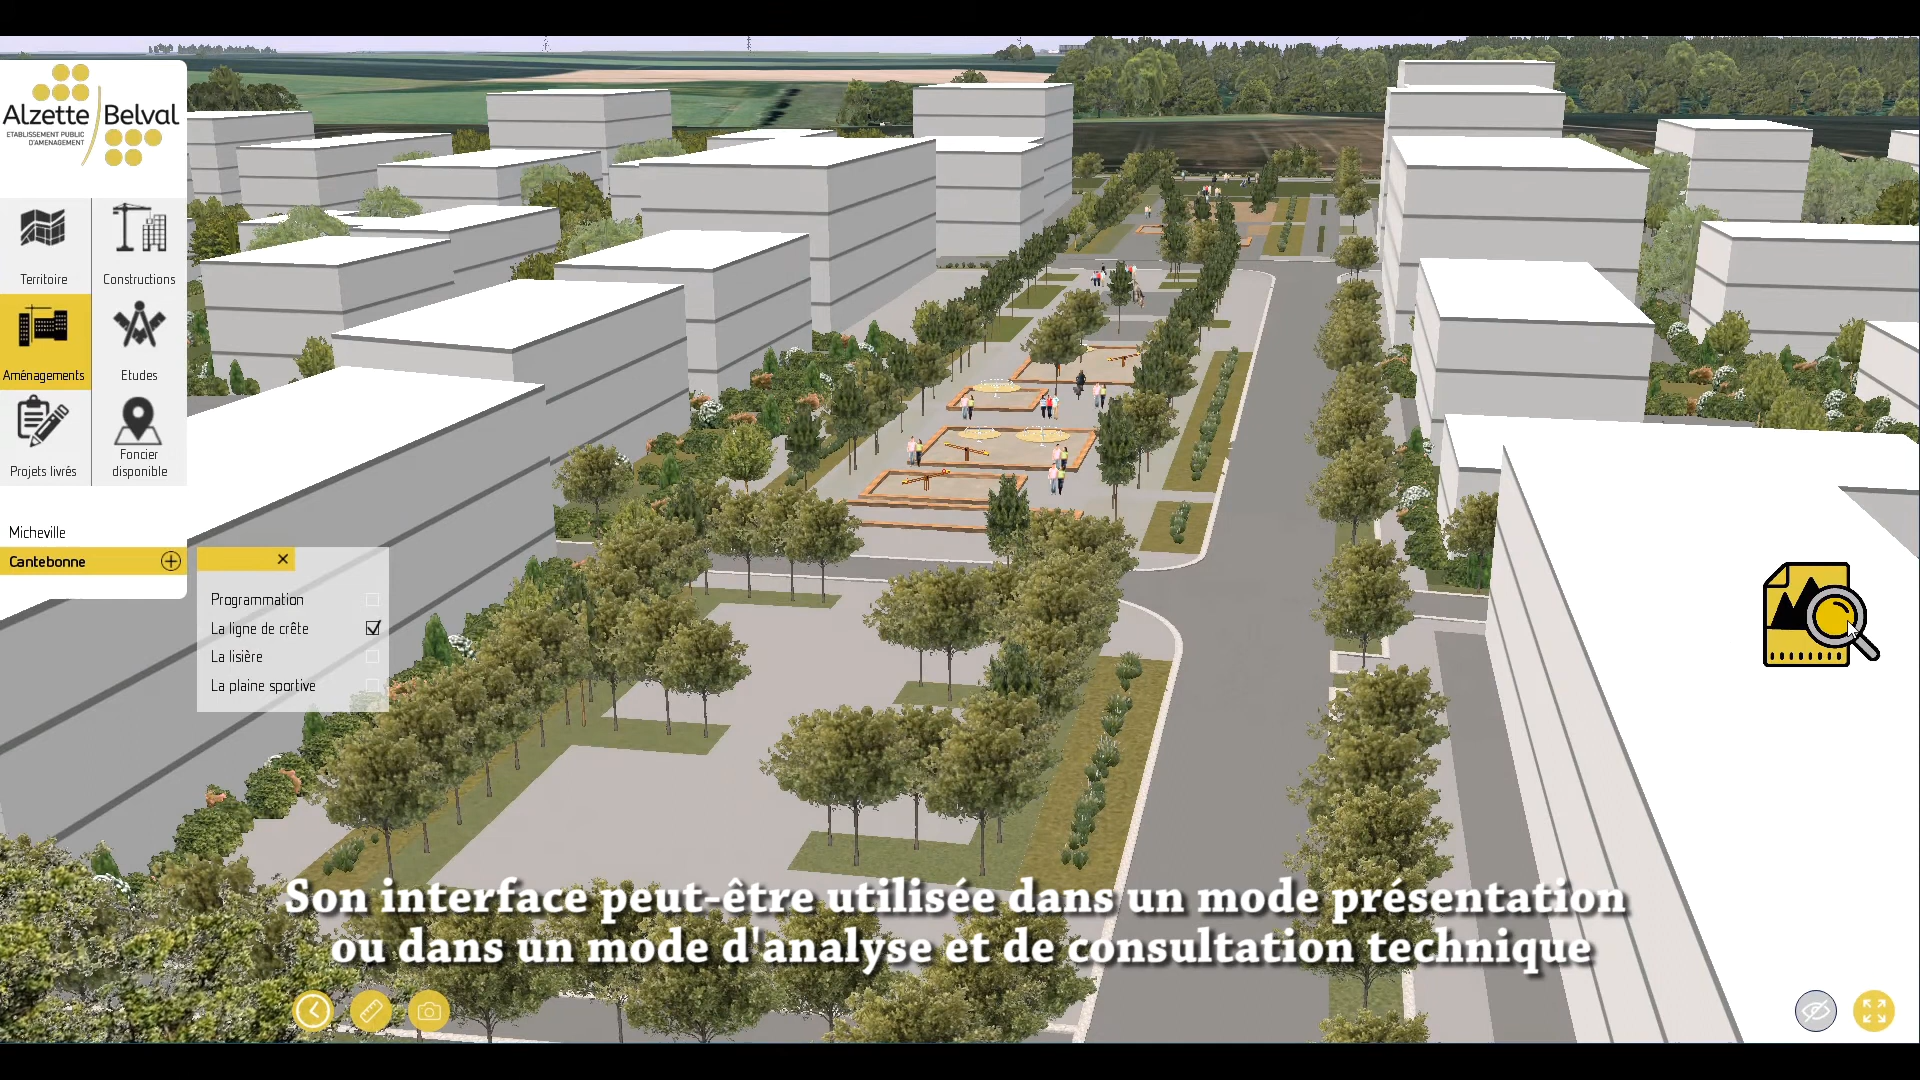 Alzette Belval
ETABLISSEMENT PUBLIC
D'AMENAGEMENT
Territoire
Constructions
Aménagements
Etudes
Projets livrés
Foncier
disponible
Micheville
Cantebonne
Programmation
La ligne de crête
La lisière
La plaine sportive
Son interface peut-être utilisée dans un mode présentation
ou dans un mode d'analyse et de consultation technique